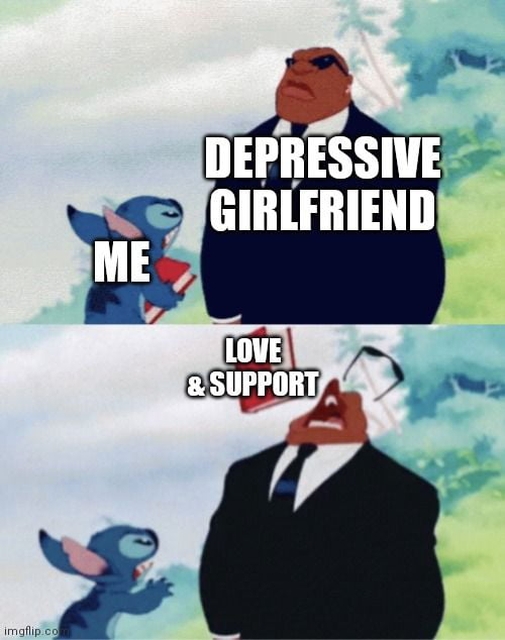 DEPRESSIVE
GIRLFRIEND
ME
LOVE
& SUPPORT
imgflip.com